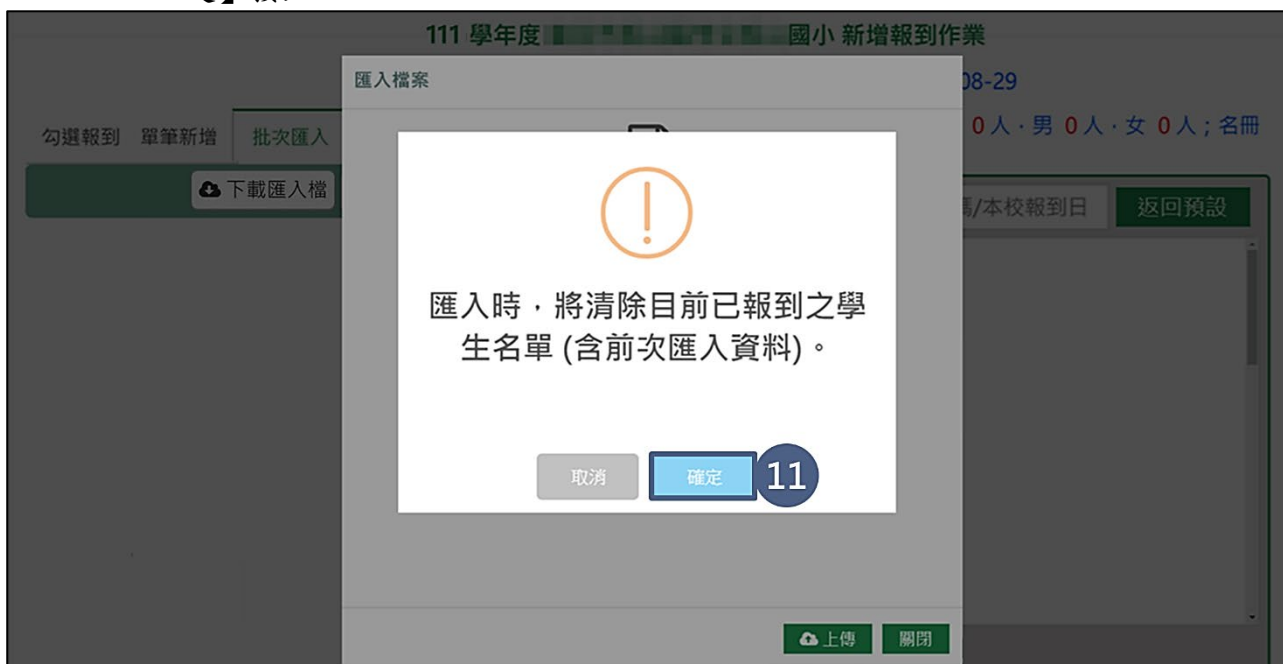 111 學年度 國小 新增報到作業
匯入檔案
08-29
勾選報到 單筆新增 批次匯入
0人，男 0人，女 0人；名冊
下載匯入檔
/本校報到日 返回預設
匯入時，將清除目前已報到之學
生名單 (含前次匯入資料)。
取消 確定 11
上傳 關閉